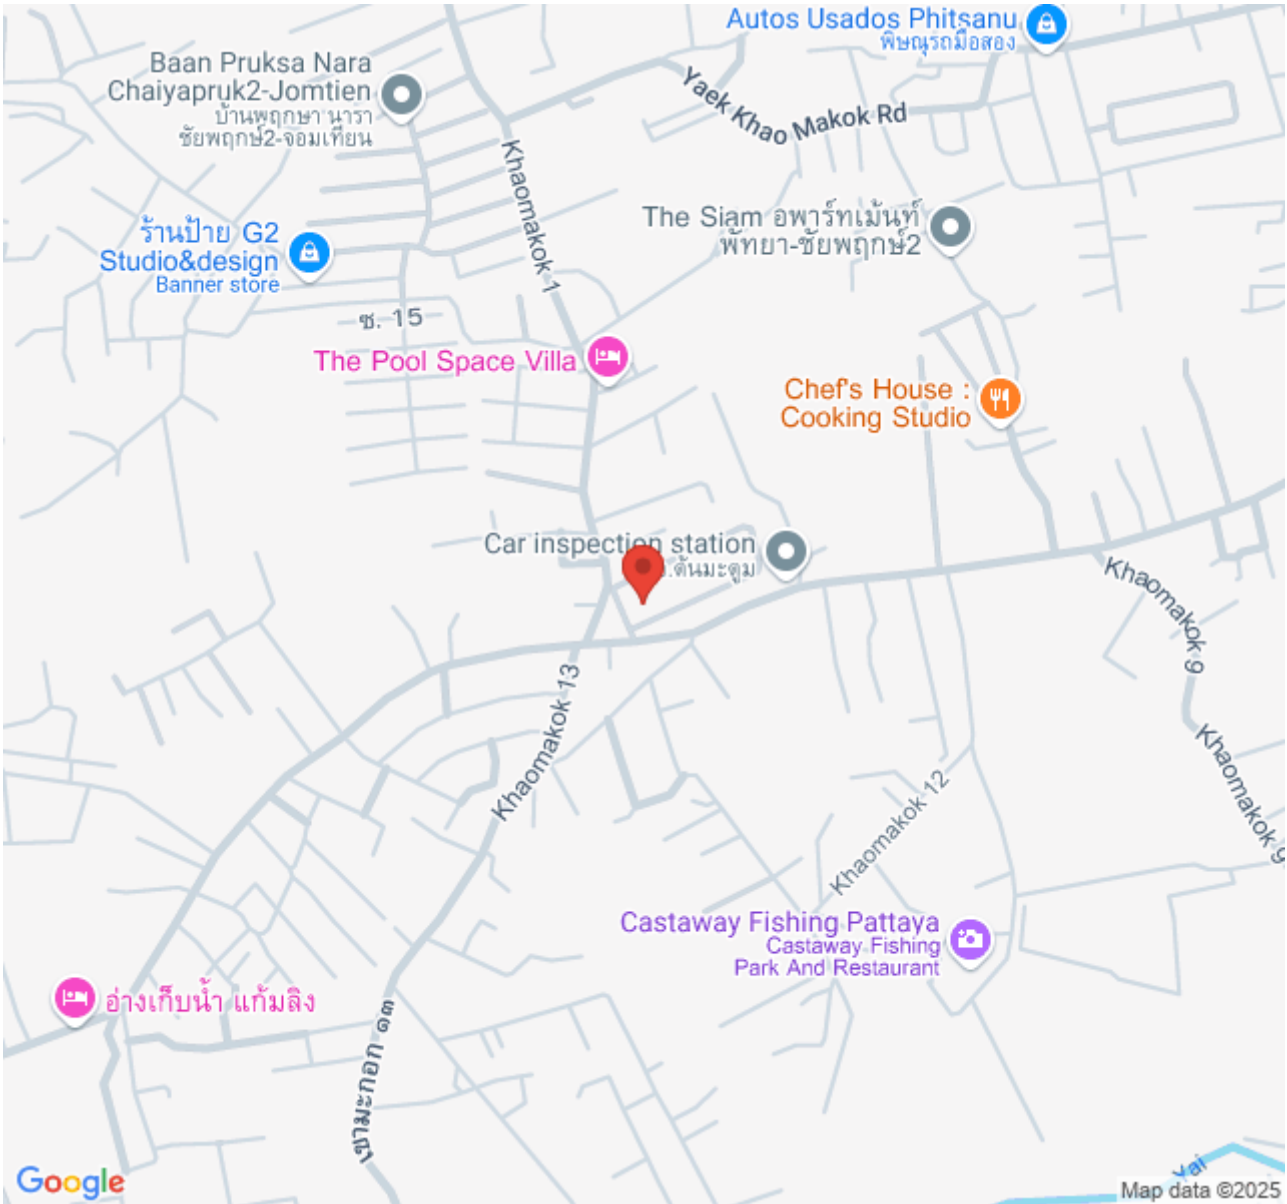 Autos Usados Phitsanu
พิษณุรถมือสอง
Baan Pruksa Nara
Chaiyapruk2-Jomtien
บ้านพฤกษา นารา
ชัยพฤกษ์2-จอมเทียน
Yaek Khao Makok Rd
Khaomakok 1
The Siam อพาร์ทเม้นท์
พัทยา-ชัยพฤกษ์2
ร้านป้าย G2
Studio&design
Banner store
ซ. 15
The Pool Space Villa
Chef's House :
Cooking Studio
Car inspection station
.ต้นมะตูม
Khaomakok 9
Khaomakok 13
Khaomakok 9
Khaomakok 12
Castaway Fishing Pattaya
Castaway Fishing
Park And Restaurant
อ่างเก็บน้ำ แก้มลิง
เขามะกอก ๑๓
Yai
Google
Map data ©2025